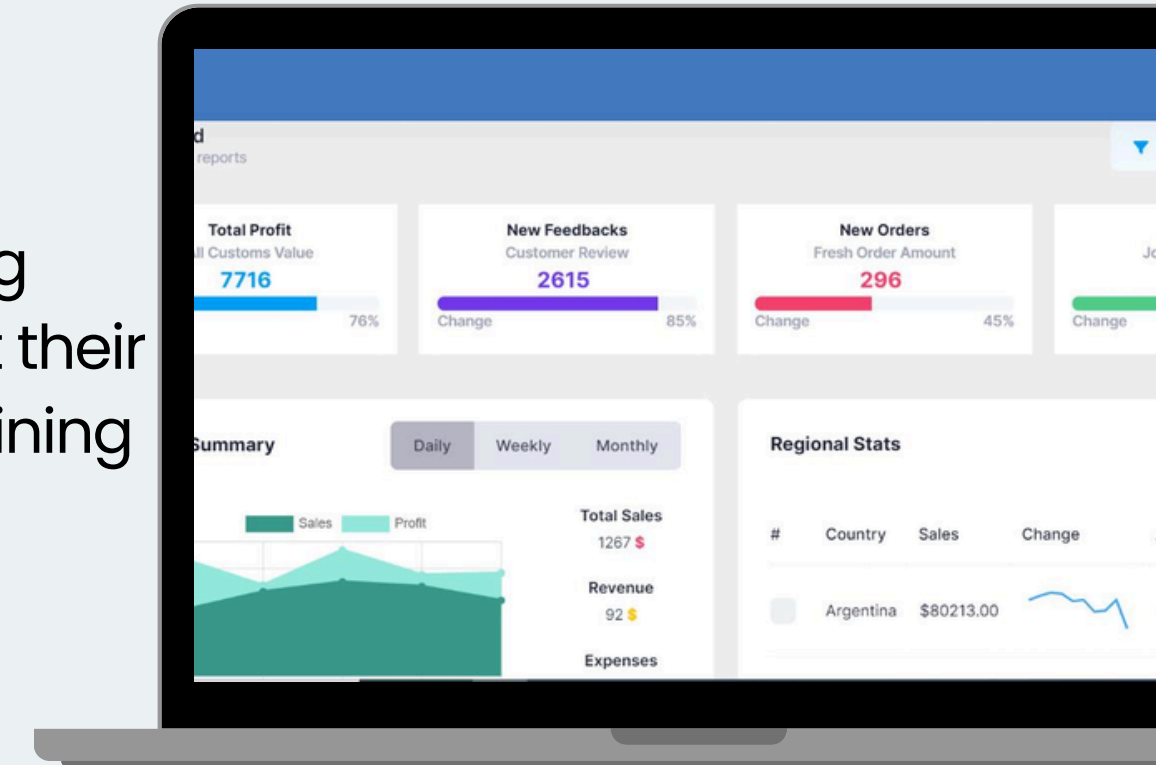 g
t their
ining
d
reports
Total Profit
ll Customs Value
7716
76%
New Feedbacks
Customer Review
2615
Change
85%
New Orders
Fresh Order Amount
296
Change
45%
Jo
Change
Summary
Daily Weekly Monthly
Sales Profit
Total Sales
1267 $
Revenue
92 $
Expenses
Regional Stats
# Country Sales Change
Argentina $80213.00